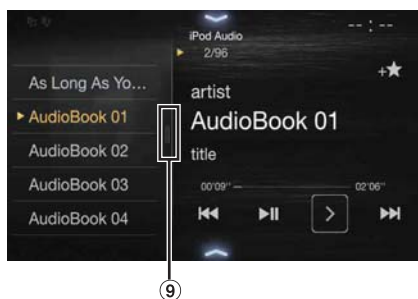 iPod Audio
-- : --
2/96
As Long As Yo...
AudioBook 01
AudioBook 02
AudioBook 03
AudioBook 04
artist
AudioBook 01
title
00'09"
02'06"
9